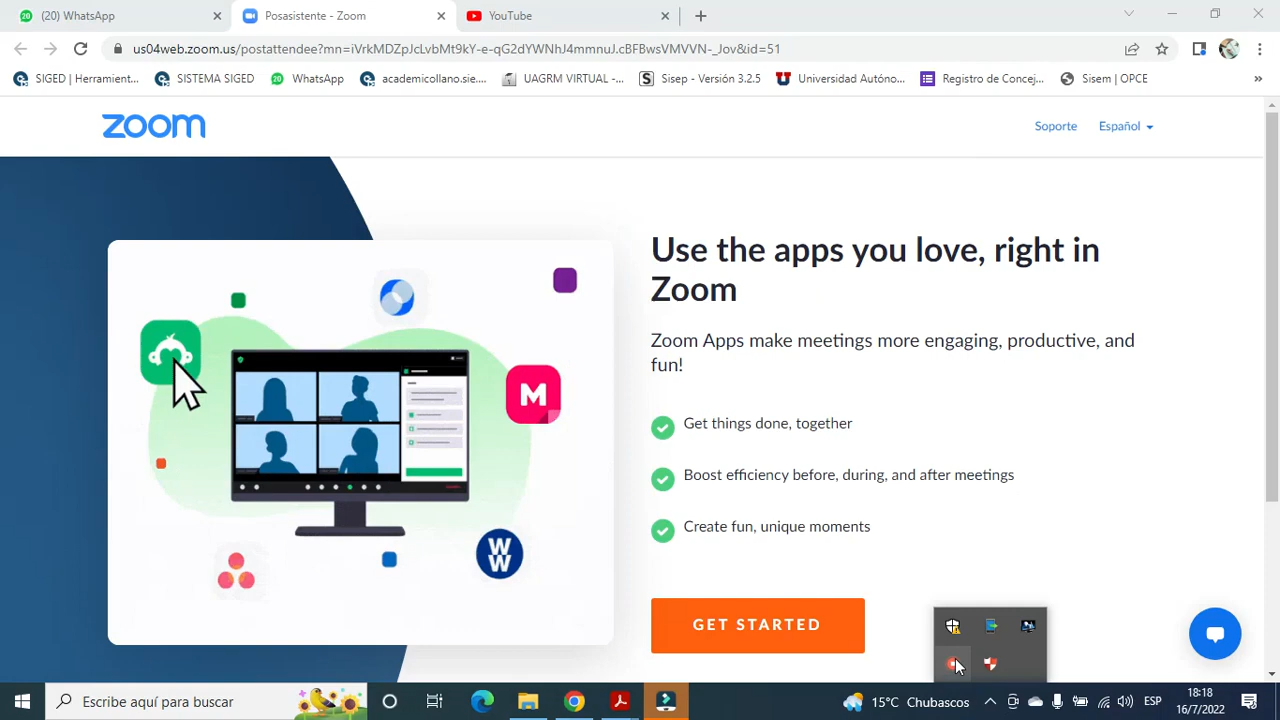 (20) WhatsApp
Posasistente - Zoom
YouTube
us04web.zoom.us/postattendee?mn=iVrkMDZpJcLvbMt9kY-e-qG2dYWNhJ4mmnuJ.cBFBwsVMVVN-_Jov&id=51
SIGED | Herramient...
SISTEMA SIGED
20
WhatsApp
academicollano.sie....
UAGRM VIRTUAL -...
Sisep - Versión 3.2.5
Universidad Autóno...
Registro de Concej...
Sisem | OPCE
zoom
Soporte
Español
Use the apps you love, right in
Zoom
Zoom Apps make meetings more engaging, productive, and
fun!
Get things done, together
Boost efficiency before, during, and after meetings
Create fun, unique moments
GET STARTED
M
W
W
Escribe aquí para buscar
15°C Chubascos
ESP
18:18
16/7/2022